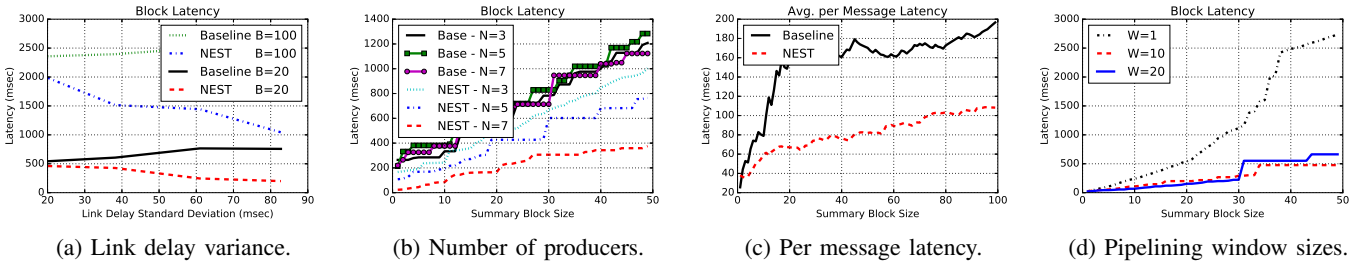 Block Latency
Latency (msec)
3000
2500
2000
1500
1000
500
0
Baseline B=100
NEST B=100
Baseline B=20
NEST B=20
20 30 40 50 60 70 80 90
Link Delay Standard Deviation (msec)
(a) Link delay variance.
Block Latency
Latency (msec)
1400
1200
1000
800
600
400
200
0
Base - N=3
Base - N=5
Base - N=7
NEST - N=3
NEST - N=5
NEST - N=7
0 10 20 30 40 50
Summary Block Size
(b) Number of producers.
Avg. per Message Latency
Latency (msec)
200
180
160
140
120
100
80
60
40
20
Baseline
NEST
0 20 40 60 80 100
Summary Block Size
(c) Per message latency.
Block Latency
Latency (msec)
3000
2500
2000
1500
1000
500
0
W=1
W=10
W=20
0 10 20 30 40 50
Summary Block Size
(d) Pipelining window sizes.